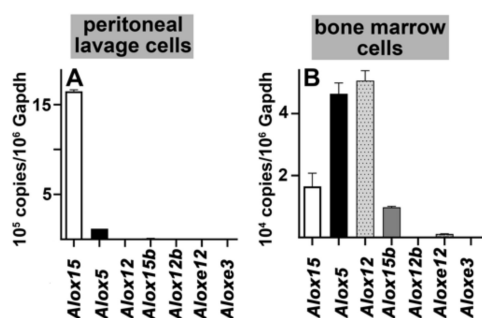 peritoneal
lavage cells
bone marrow
cells
A
10⁵ copies/10⁶ Gapdh
15
5
Alox15
Alox5
Alox12
Alox15b
Alox12b
Aloxe12
Aloxe3
B
10⁴ copies/10⁶ Gapdh
4
2
Alox15
Alox5
Alox12
Alox15b
Alox12b
Aloxe12
Aloxe3